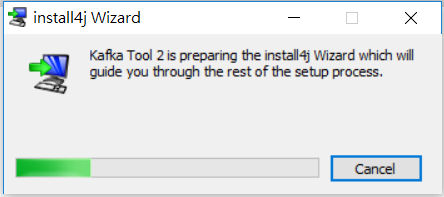 install4j Wizard
Kafka Tool 2 is preparing the install4j Wizard which will
guide you through the rest of the setup process.
Cancel